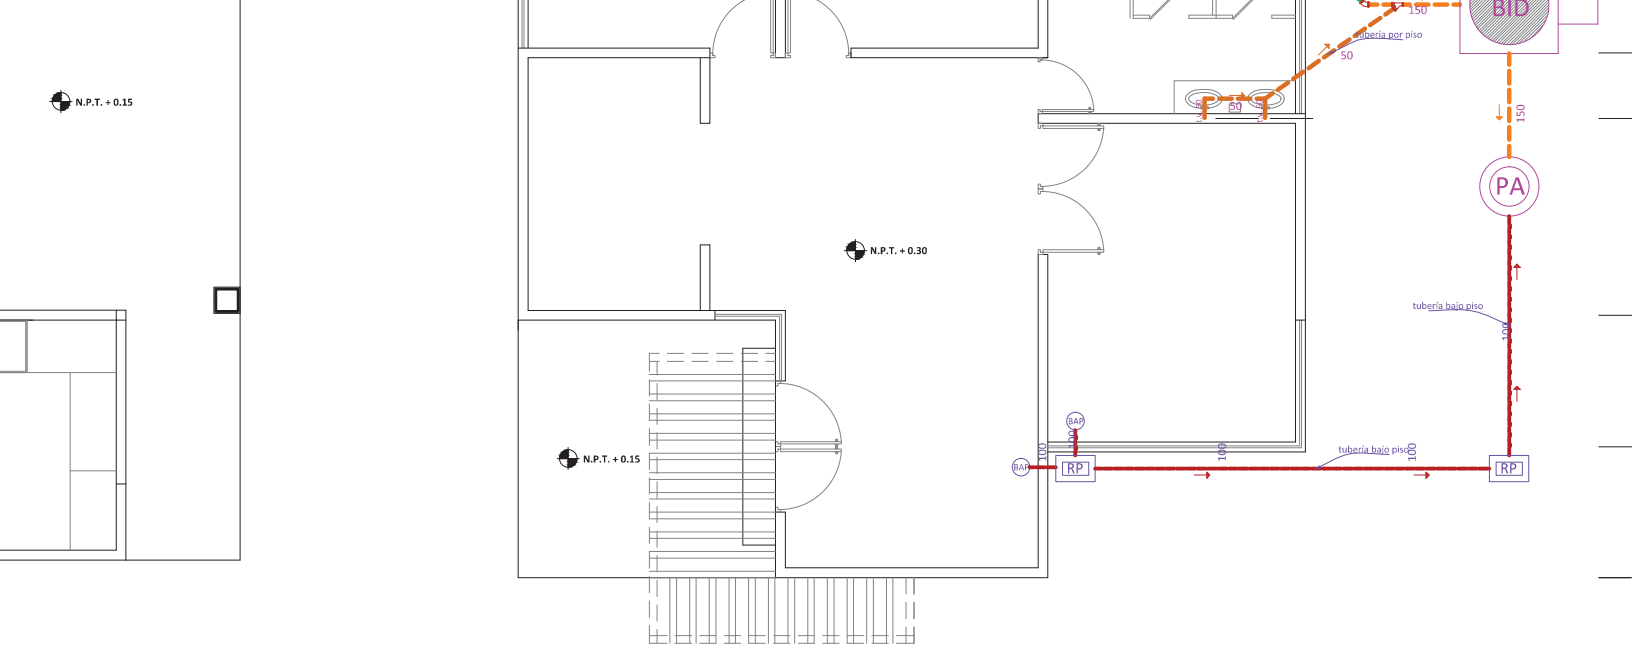 150
BID
tubería por piso
50
N.P.T. + 0.15
50
150
PA
N.P.T. + 0.30
tubería bajo piso
100
BAP
100
100
tubería bajo piso
100
100
N.P.T. + 0.15
BAP
RP
RP